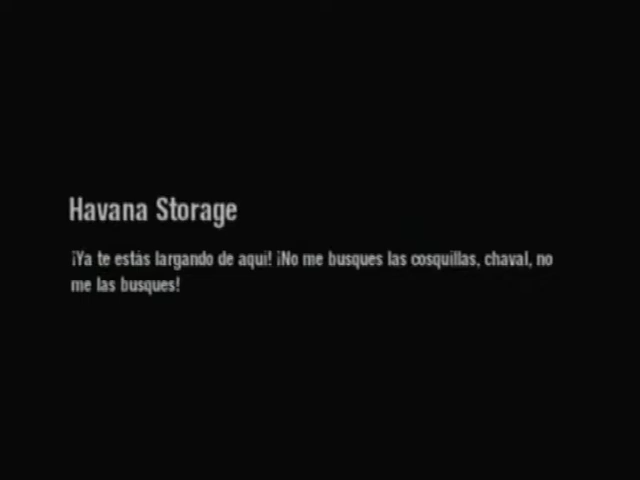 Havana Storage
¡Ya te estás largando de aquí! ¡No me busques las cosquillas, chaval, no
me las busques!